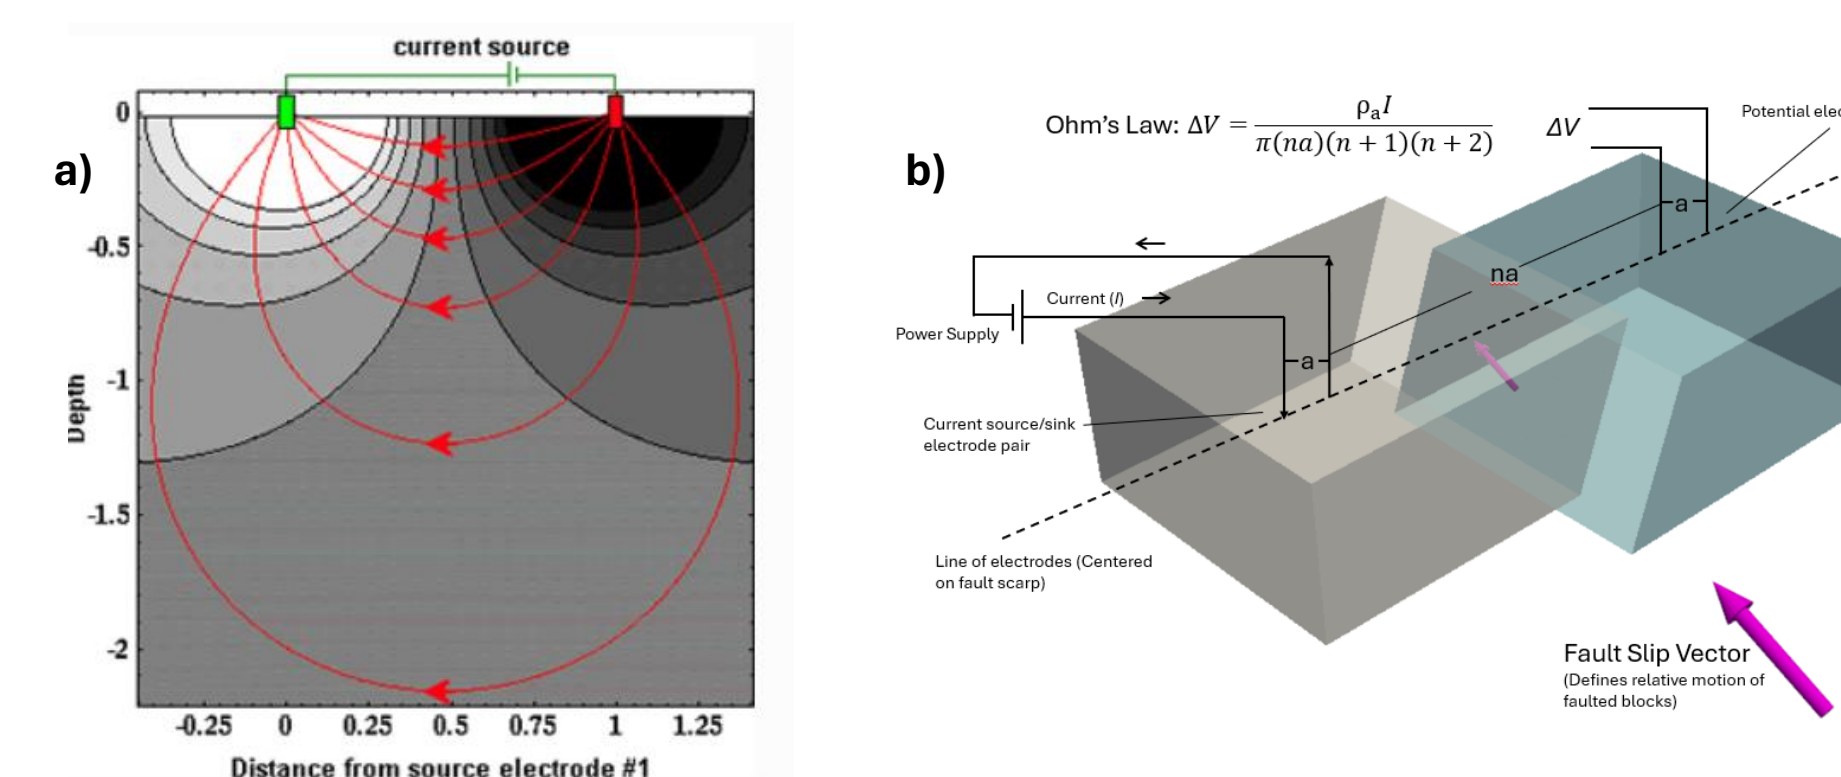 current source
a)
0
-0.5
-1
-1.5
-2
Depth
-0.25 0 0.25 0.5 0.75 1 1.25
Distance from source electrode #1
b)
Ohm's Law: ΔV = ρₐI / π(na)(n + 1)(n + 2)
ΔV
Potential elec
a
na
Current (I)
Power Supply
a
Current source/sink
electrode pair
Line of electrodes (Centered
on fault scarp)
Fault Slip Vector
(Defines relative motion of
faulted blocks)